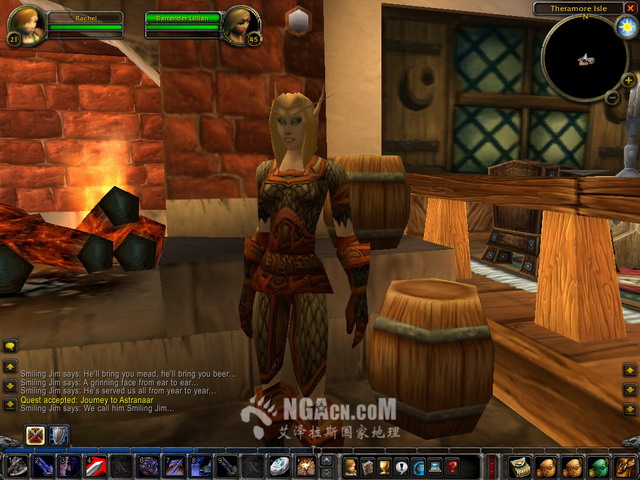 Rachel
Bartender Lillian
Theramore Isle
21
45
N
Smiling Jim says: He'll bring you mead, he'll bring you beer...
Smiling Jim says: A grinning face from ear to ear...
Smiling Jim says: He's served us all from year to year...
Quest accepted: Journey to Astranaar
Smiling Jim says: We call him Smiling Jim...
NGACN.COM
艾泽拉斯国家地理